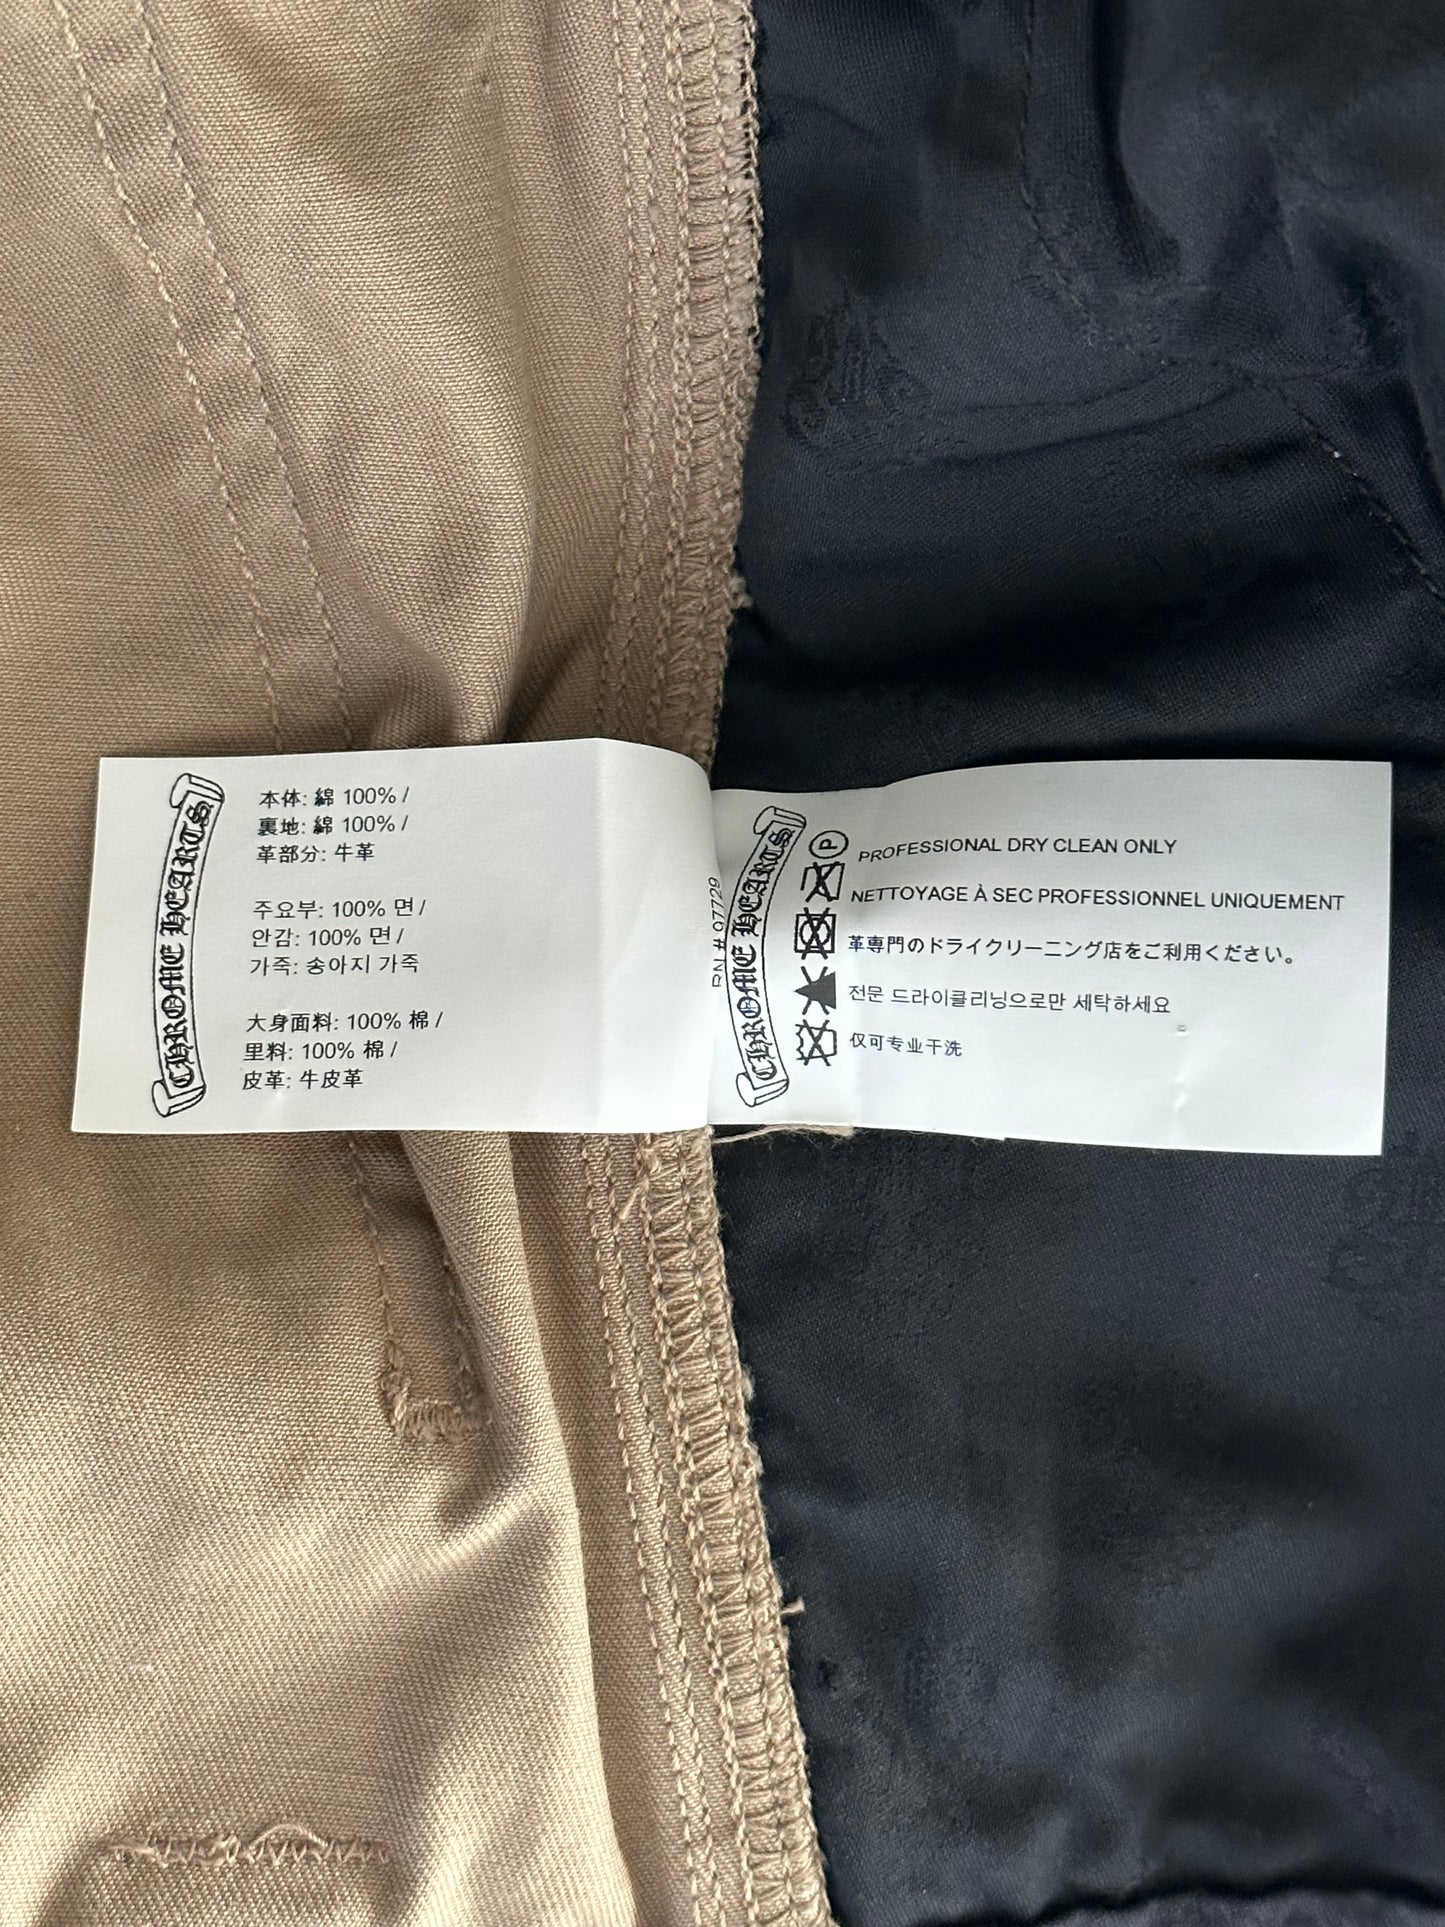 CHROME HEARTS
本体: 綿 100% /
裏地: 綿 100% /
革部分: 牛革
주요부: 100% 면 /
안감: 100% 면 /
가죽: 송아지 가죽
大身面料: 100% 棉 /
里料: 100% 棉 /
皮革: 牛皮革
RN # 97729
CHROME HEARTS
P
PROFESSIONAL DRY CLEAN ONLY
NETTOYAGE À SEC PROFESSIONNEL UNIQUEMENT
革専門のドライクリーニング店をご利用ください。
전문 드라이클리닝으로만 세탁하세요
仅可专业干洗